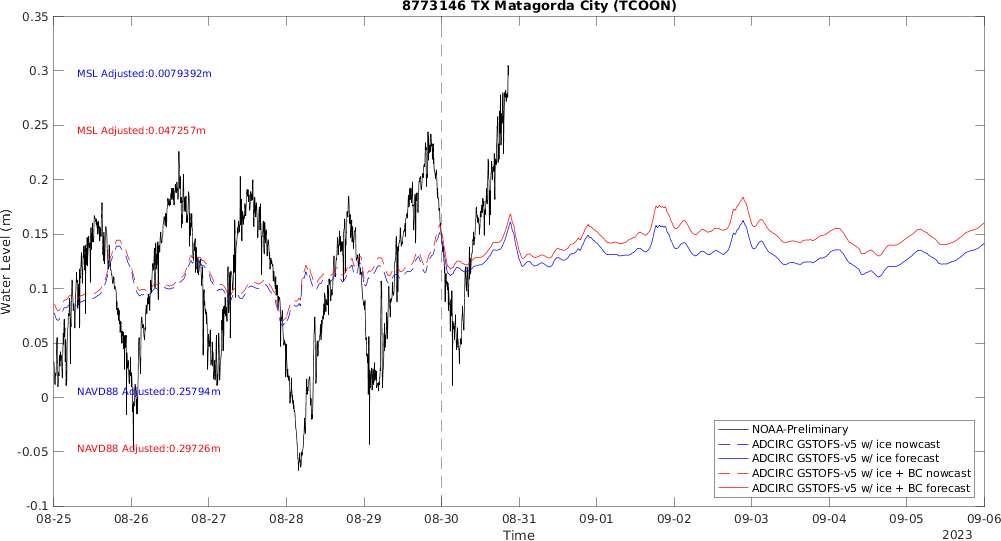 8773146 TX Matagorda City (TCOON)
0.35
0.3
0.25
0.2
0.15
0.1
0.05
0
-0.05
-0.1
Water Level (m)
MSL Adjusted:0.0079392m
MSL Adjusted:0.047257m
NAVD88 Adjusted:0.25794m
NAVD88 Adjusted:0.29726m
NOAA-Preliminary
ADCIRC GSTOFS-v5 w/ ice nowcast
ADCIRC GSTOFS-v5 w/ ice forecast
ADCIRC GSTOFS-v5 w/ ice + BC nowcast
ADCIRC GSTOFS-v5 w/ ice + BC forecast
08-25 08-26 08-27 08-28 08-29 08-30 08-31 09-01 09-02 09-03 09-04 09-05 09-06
Time
2023